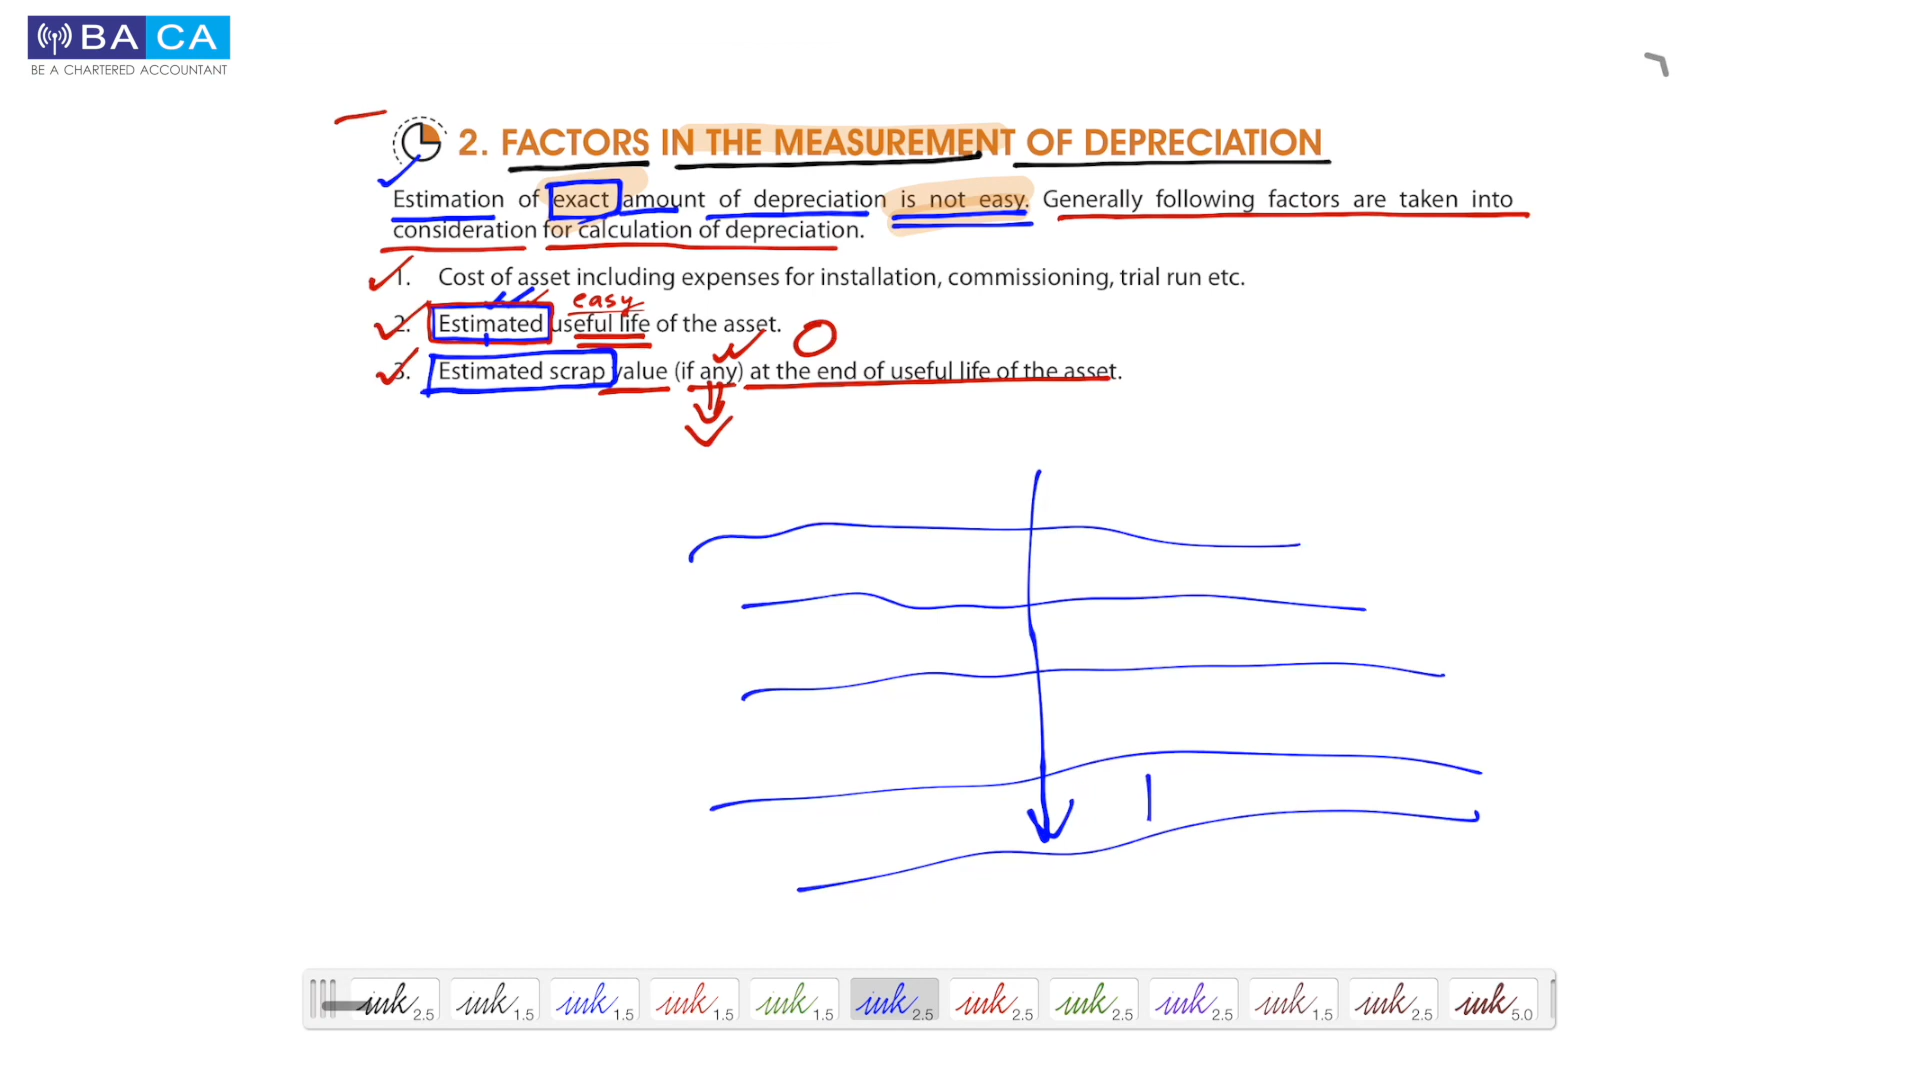 BA CA
BE A CHARTERED ACCOUNTANT
2. FACTORS IN THE MEASUREMENT OF DEPRECIATION
Estimation of exact amount of depreciation is not easy. Generally following factors are taken into
consideration for calculation of depreciation.
1. Cost of asset including expenses for installation, commissioning, trial run etc.
easy
2. Estimated useful life of the asset.
3. Estimated scrap value (if any) at the end of useful life of the asset.
ink 2.5 ink 1.5 ink 1.5 ink 1.5 ink 1.5 ink 2.5 ink 2.5 ink 2.5 ink 2.5 ink 1.5 ink 2.5 ink 5.0